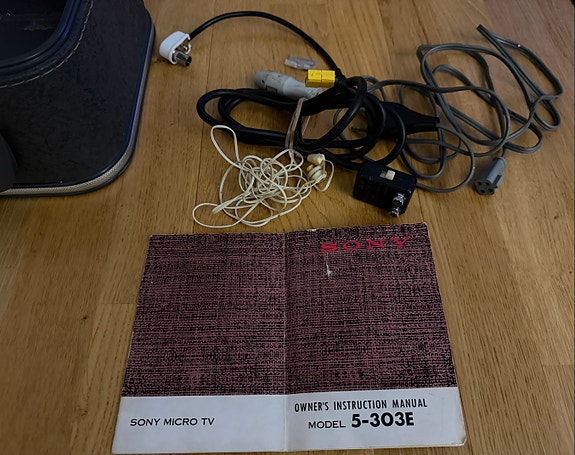 SONY
SONY MICRO TV
OWNER'S INSTRUCTION MANUAL
MODEL 5-303E